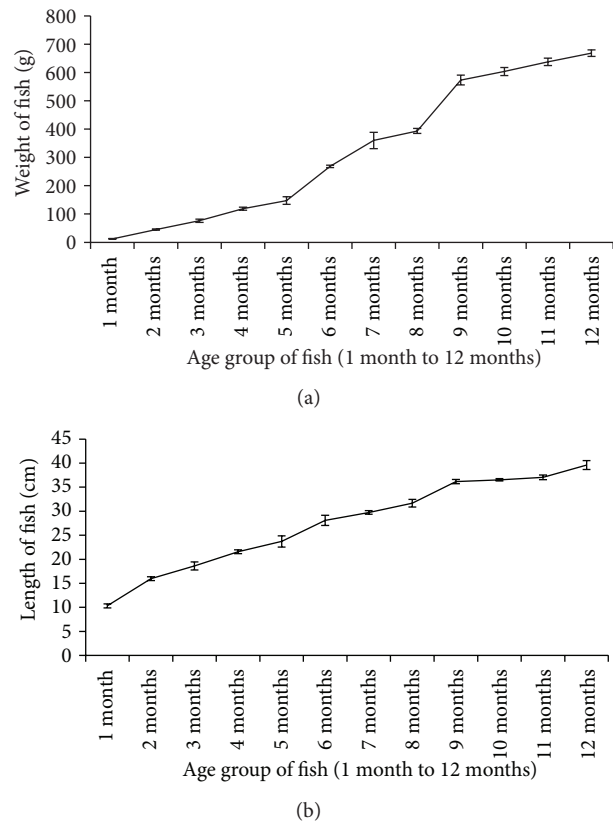 800
700
600
500
400
300
200
100
0
Weight of fish (g)
1 month
2 months
3 months
4 months
5 months
6 months
7 months
8 months
9 months
10 months
11 months
12 months
Age group of fish (1 month to 12 months)
(a)
45
40
35
30
25
20
15
10
5
0
Length of fish (cm)
1 month
2 months
3 months
4 months
5 months
6 months
7 months
8 months
9 months
10 months
11 months
12 months
Age group of fish (1 month to 12 months)
(b)